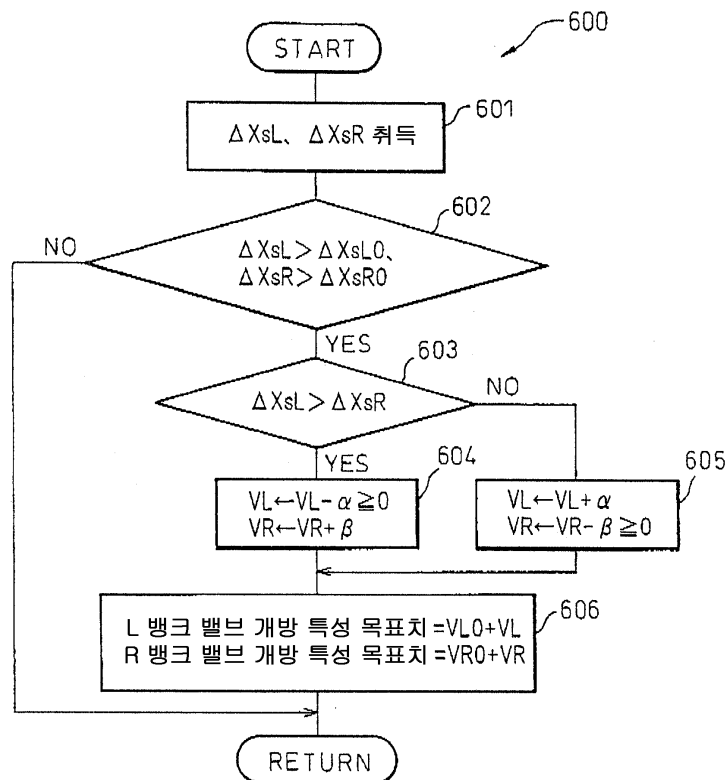 START
600
601
ΔXsL、ΔXsR 취득
602
NO
ΔXsL>ΔXsL0、
ΔXsR>ΔXsR0
YES
603
NO
ΔXsL>ΔXsR
YES
604
605
VL←VL-α≧0
VR←VR+β
VL←VL+α
VR←VR-β≧0
606
L 뱅크 밸브 개방 특성 목표치=VL0+VL
R 뱅크 밸브 개방 특성 목표치=VR0+VR
RETURN